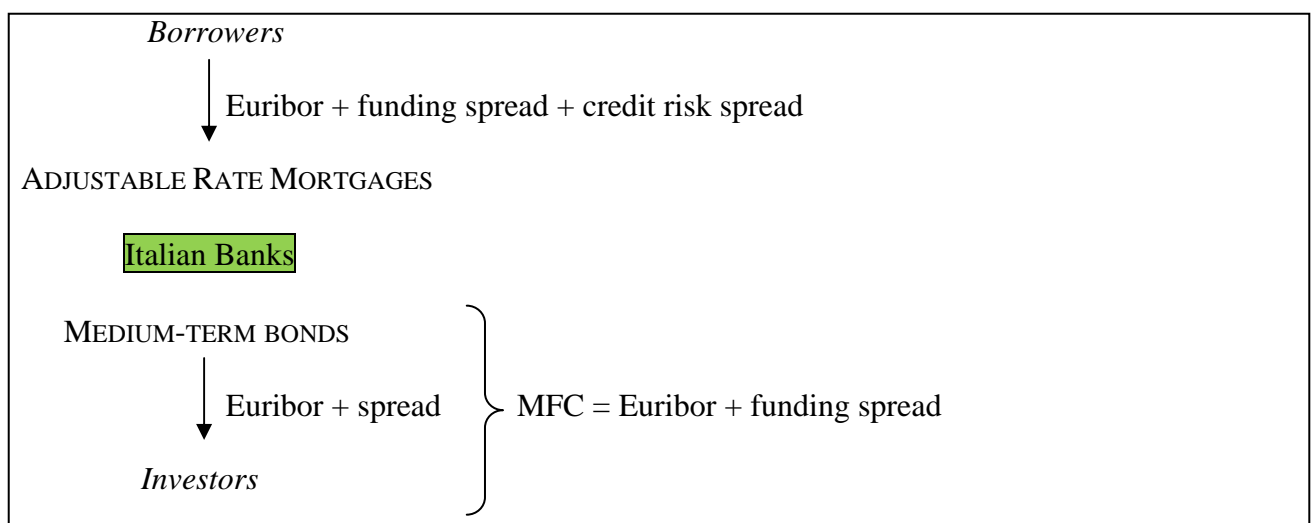 Borrowers
Euribor + funding spread + credit risk spread
ADJUSTABLE RATE MORTGAGES
Italian Banks
MEDIUM-TERM BONDS
Euribor + spread
MFC = Euribor + funding spread
Investors